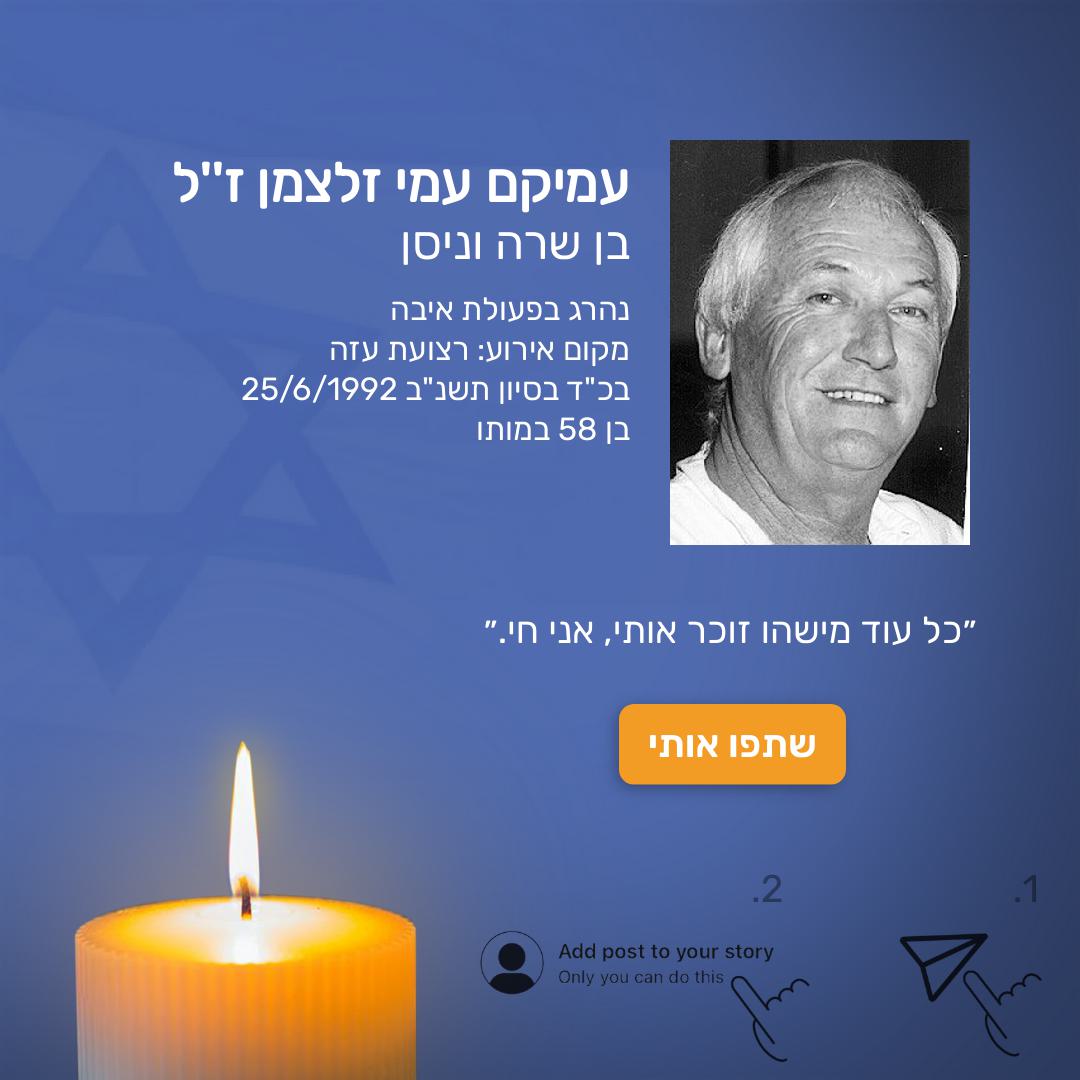 עמיקם עמי זלצמן ז"ל
בן שרה וניסן
נהרג בפעולת איבה
מקום אירוע: רצועת עזה
בכ"ד בסיון תשנ"ב 25/6/1992
בן 58 במותו
״כל עוד מישהו זוכר אותי, אני חי.״
שתפו אותי
1.
2.
Add post to your story
Only you can do this